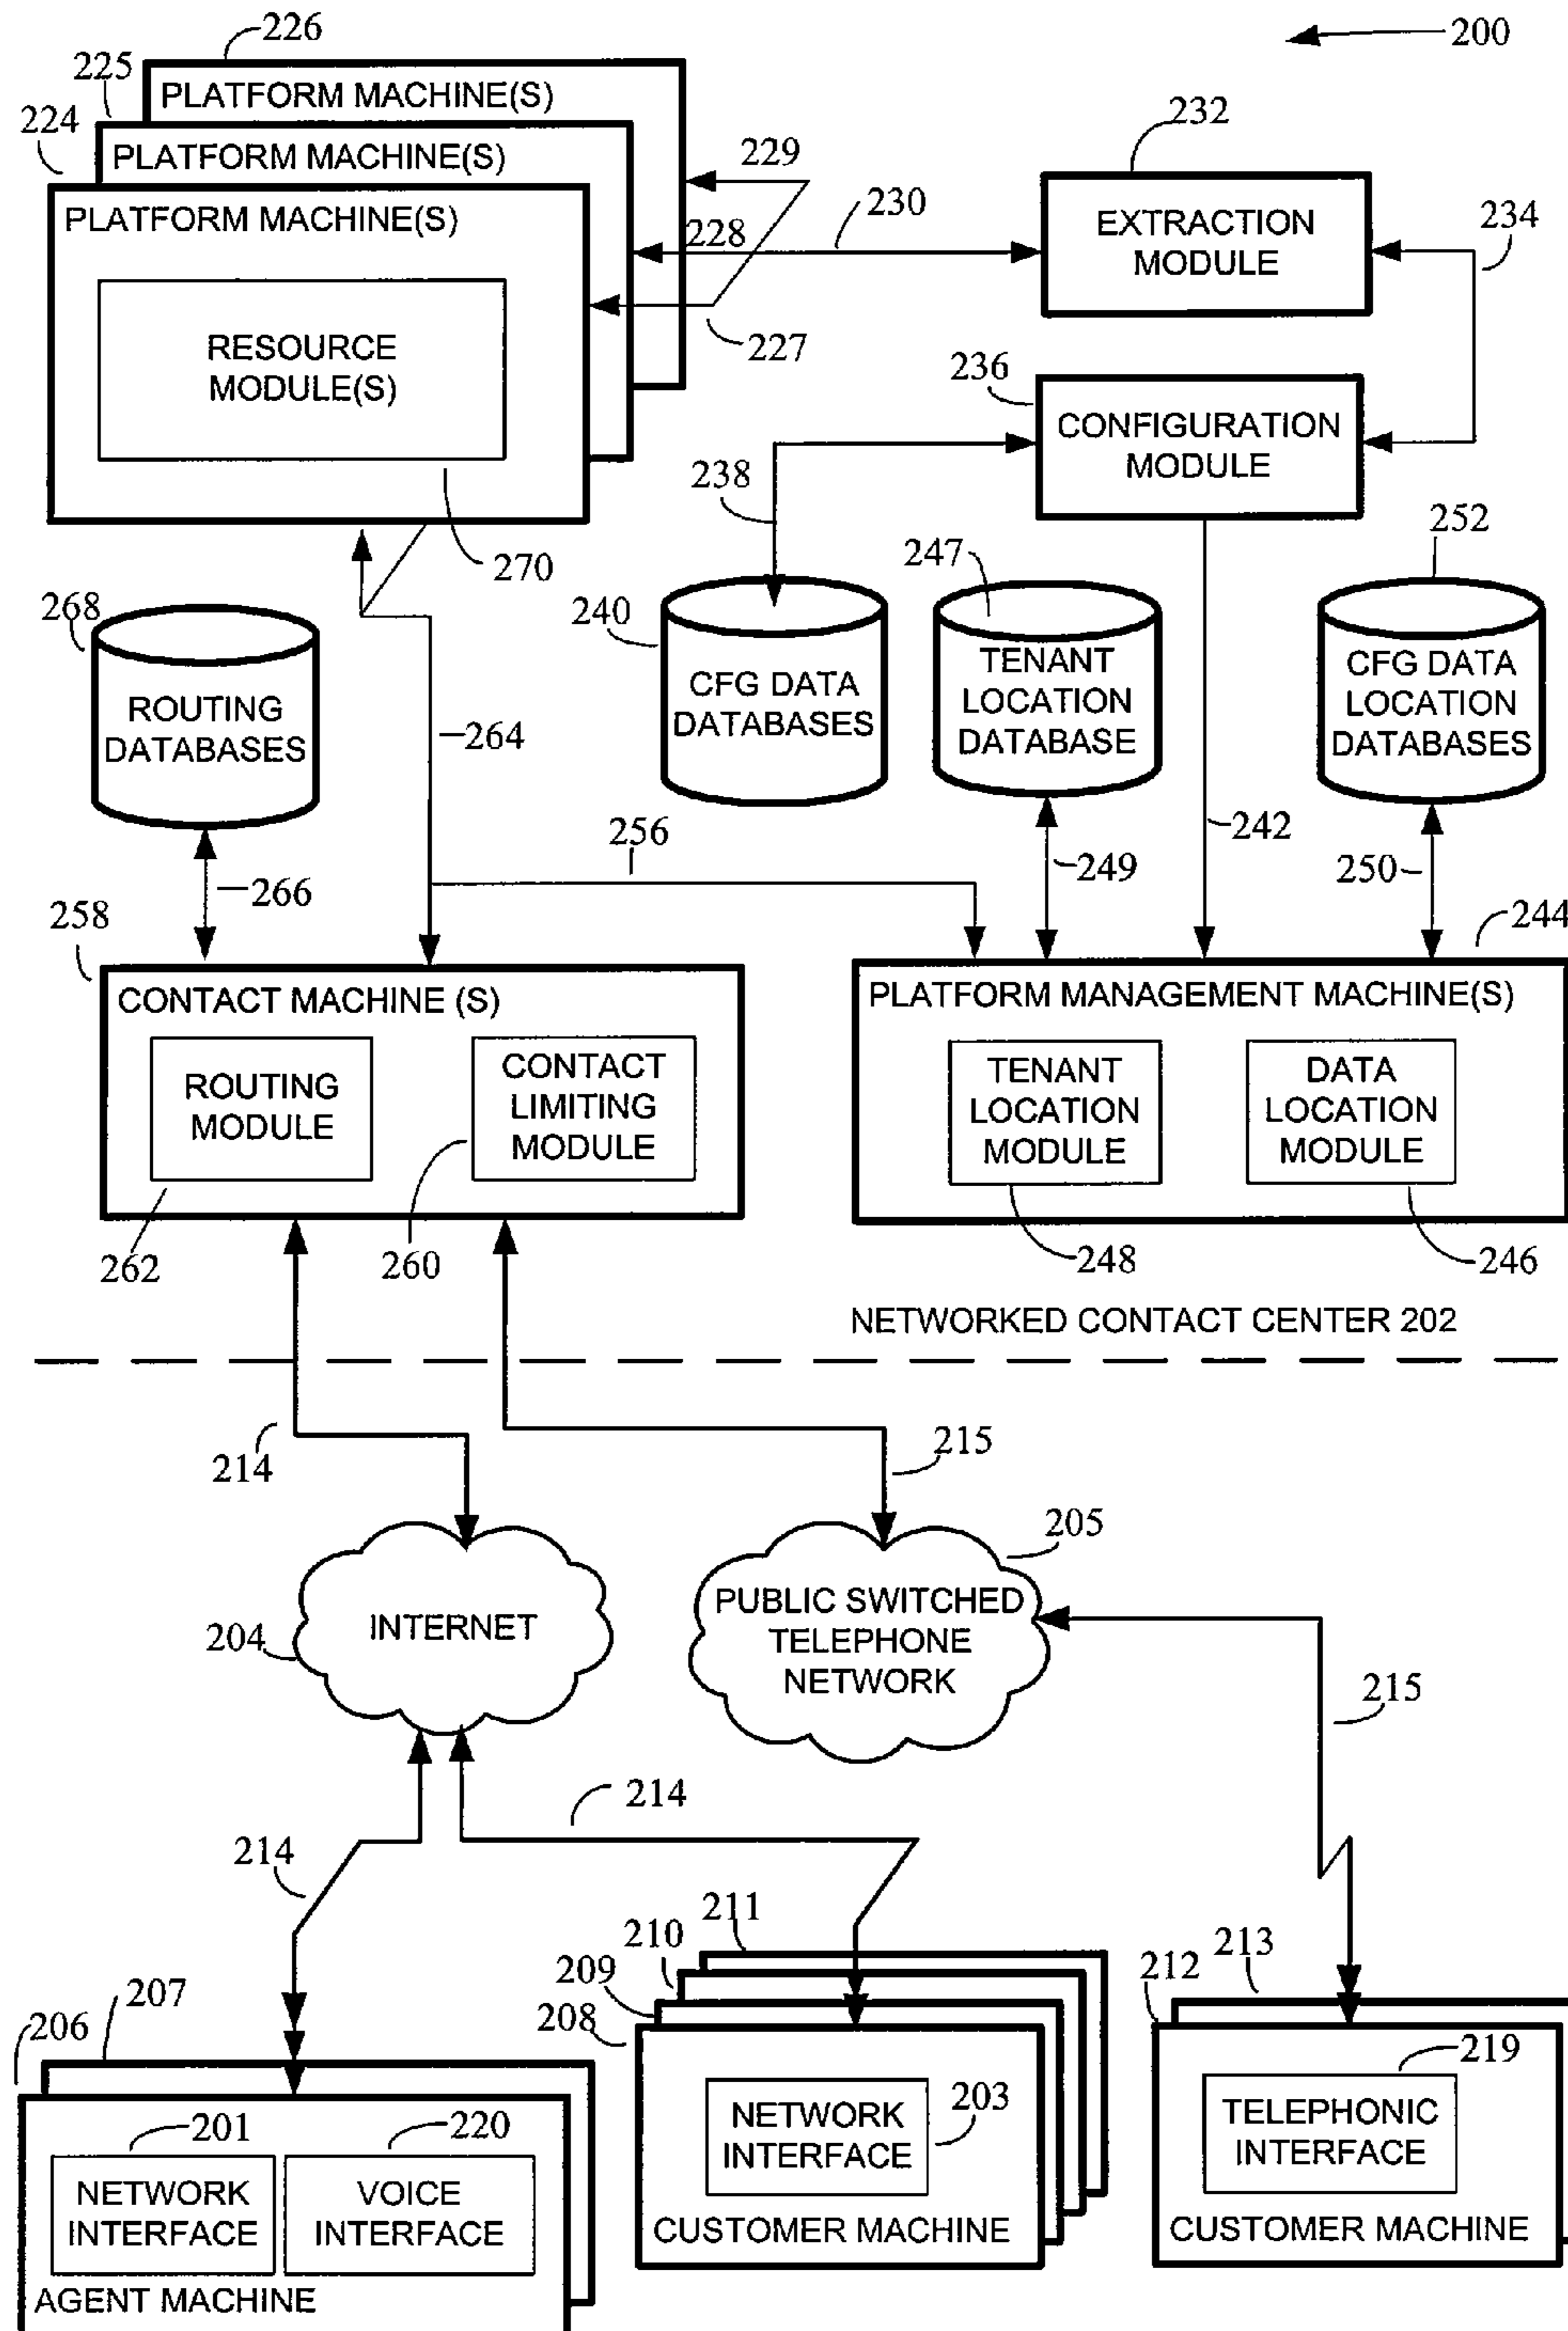 226
200
225
PLATFORM MACHINE(S)
224
PLATFORM MACHINE(S)
232
229
PLATFORM MACHINE(S)
230
228
EXTRACTION
MODULE
234
RESOURCE
MODULE(S)
227
236
CONFIGURATION
MODULE
238
252
247
270
268
240
TENANT
LOCATION
DATABASE
CFG DATA
LOCATION
DATABASES
CFG DATA
DATABASES
ROUTING
DATABASES
264
256
242
249
250
266
258
244
CONTACT MACHINE (S)
PLATFORM MANAGEMENT MACHINE(S)
ROUTING
MODULE
CONTACT
LIMITING
MODULE
TENANT
LOCATION
MODULE
DATA
LOCATION
MODULE
262
260
248
246
NETWORKED CONTACT CENTER 202
214
215
205
INTERNET
204
PUBLIC SWITCHED
TELEPHONE
NETWORK
215
214
214
211
210
213
209
212
207
208
206
219
201
220
NETWORK
INTERFACE
203
TELEPHONIC
INTERFACE
NETWORK
INTERFACE
VOICE
INTERFACE
CUSTOMER MACHINE
CUSTOMER MACHINE
AGENT MACHINE